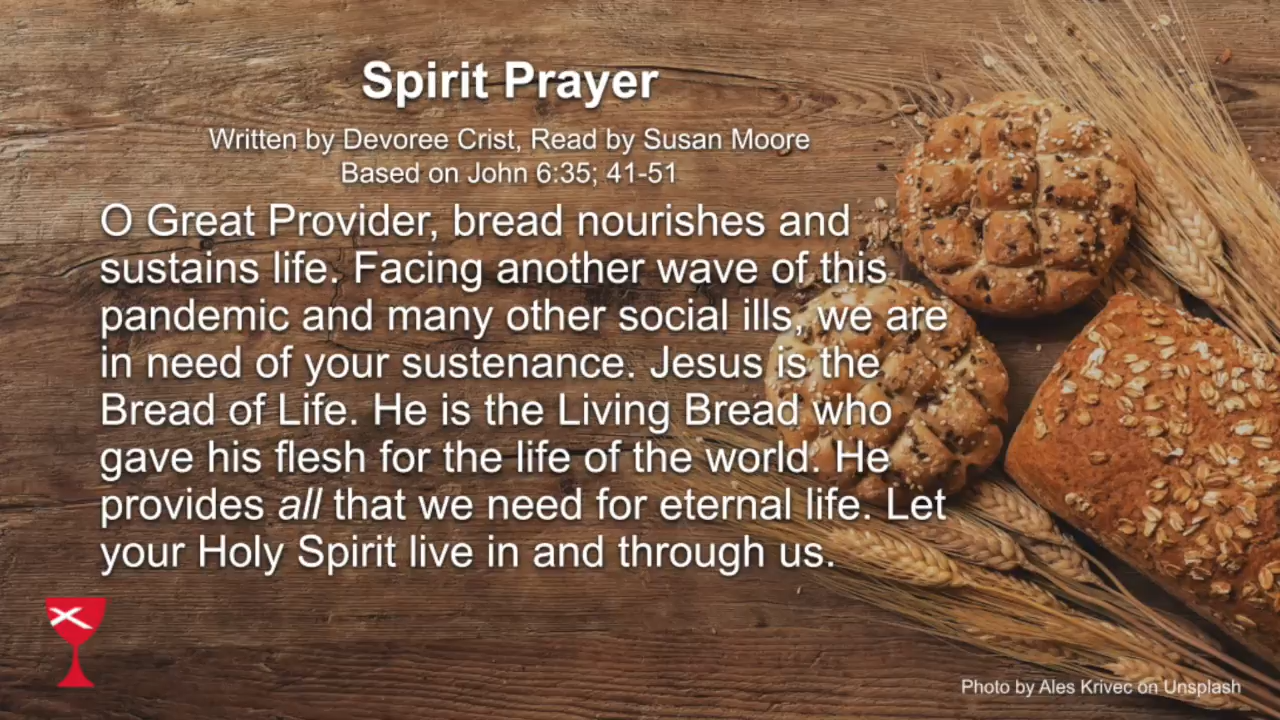 Spirit Prayer
Written by Devoree Crist, Read by Susan Moore
Based on John 6:35; 41-51
O Great Provider, bread nourishes and
sustains life. Facing another wave of this
pandemic and many other social ills, we are
in need of your sustenance. Jesus is the
Bread of Life. He is the Living Bread who
gave his flesh for the life of the world. He
provides all that we need for eternal life. Let
your Holy Spirit live in and through us.
Photo by Ales Krivec on Unsplash